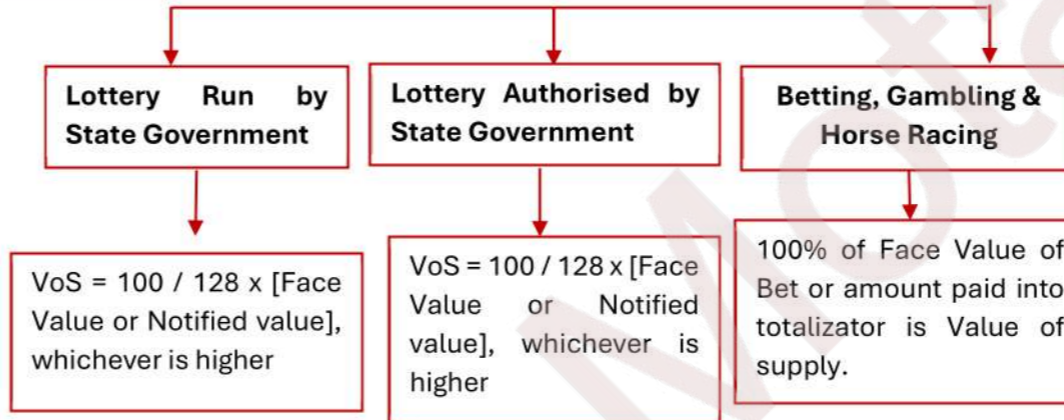 Lottery Run by
State Government
Lottery Authorised by
State Government
Betting, Gambling &
Horse Racing
VoS = 100 / 128 x [Face
Value or Notified value],
whichever is higher
VoS = 100 / 128 x [Face
Value or Notified
value], whichever is
higher
100% of Face Value of
Bet or amount paid into
totalizator is Value of
supply.